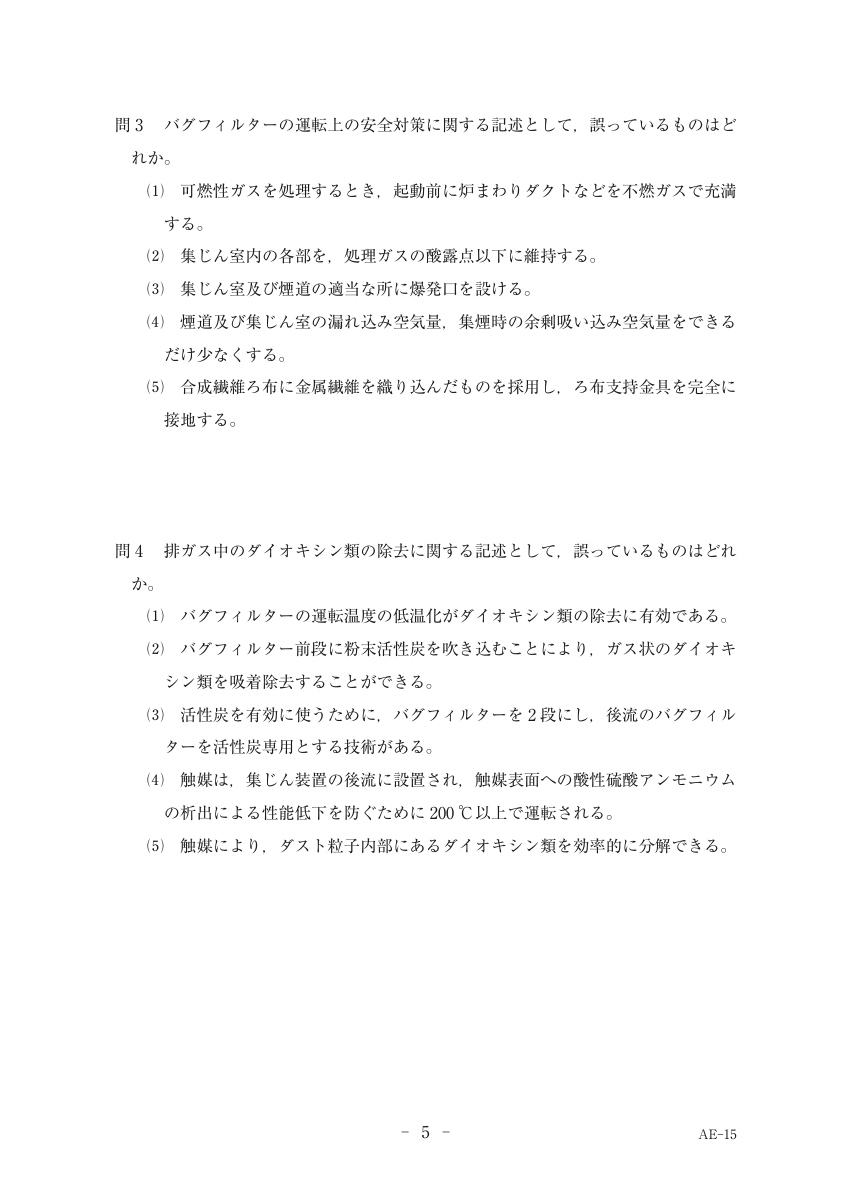 問3　バグフィルターの運転上の安全対策に関する記述として，誤っているものはど
れか。
⑴　可燃性ガスを処理するとき，起動前に炉まわりダクトなどを不燃ガスで充満
する。
⑵　集じん室内の各部を，処理ガスの酸露点以下に維持する。
⑶　集じん室及び煙道の適当な所に爆発口を設ける。
⑷　煙道及び集じん室の漏れ込み空気量，集煙時の余剰吸い込み空気量をできる
だけ少なくする。
⑸　合成繊維ろ布に金属繊維を織り込んだものを採用し，ろ布支持金具を完全に
接地する。
問4　排ガス中のダイオキシン類の除去に関する記述として，誤っているものはどれ
か。
⑴　バグフィルターの運転温度の低温化がダイオキシン類の除去に有効である。
⑵　バグフィルター前段に粉末活性炭を吹き込むことにより，ガス状のダイオキ
シン類を吸着除去することができる。
⑶　活性炭を有効に使うために，バグフィルターを2段にし，後流のバグフィル
ターを活性炭専用とする技術がある。
⑷　触媒は，集じん装置の後流に設置され，触媒表面への酸性硫酸アンモニウム
の析出による性能低下を防ぐために200℃以上で運転される。
⑸　触媒により，ダスト粒子内部にあるダイオキシン類を効率的に分解できる。
- 5 -
AE-15